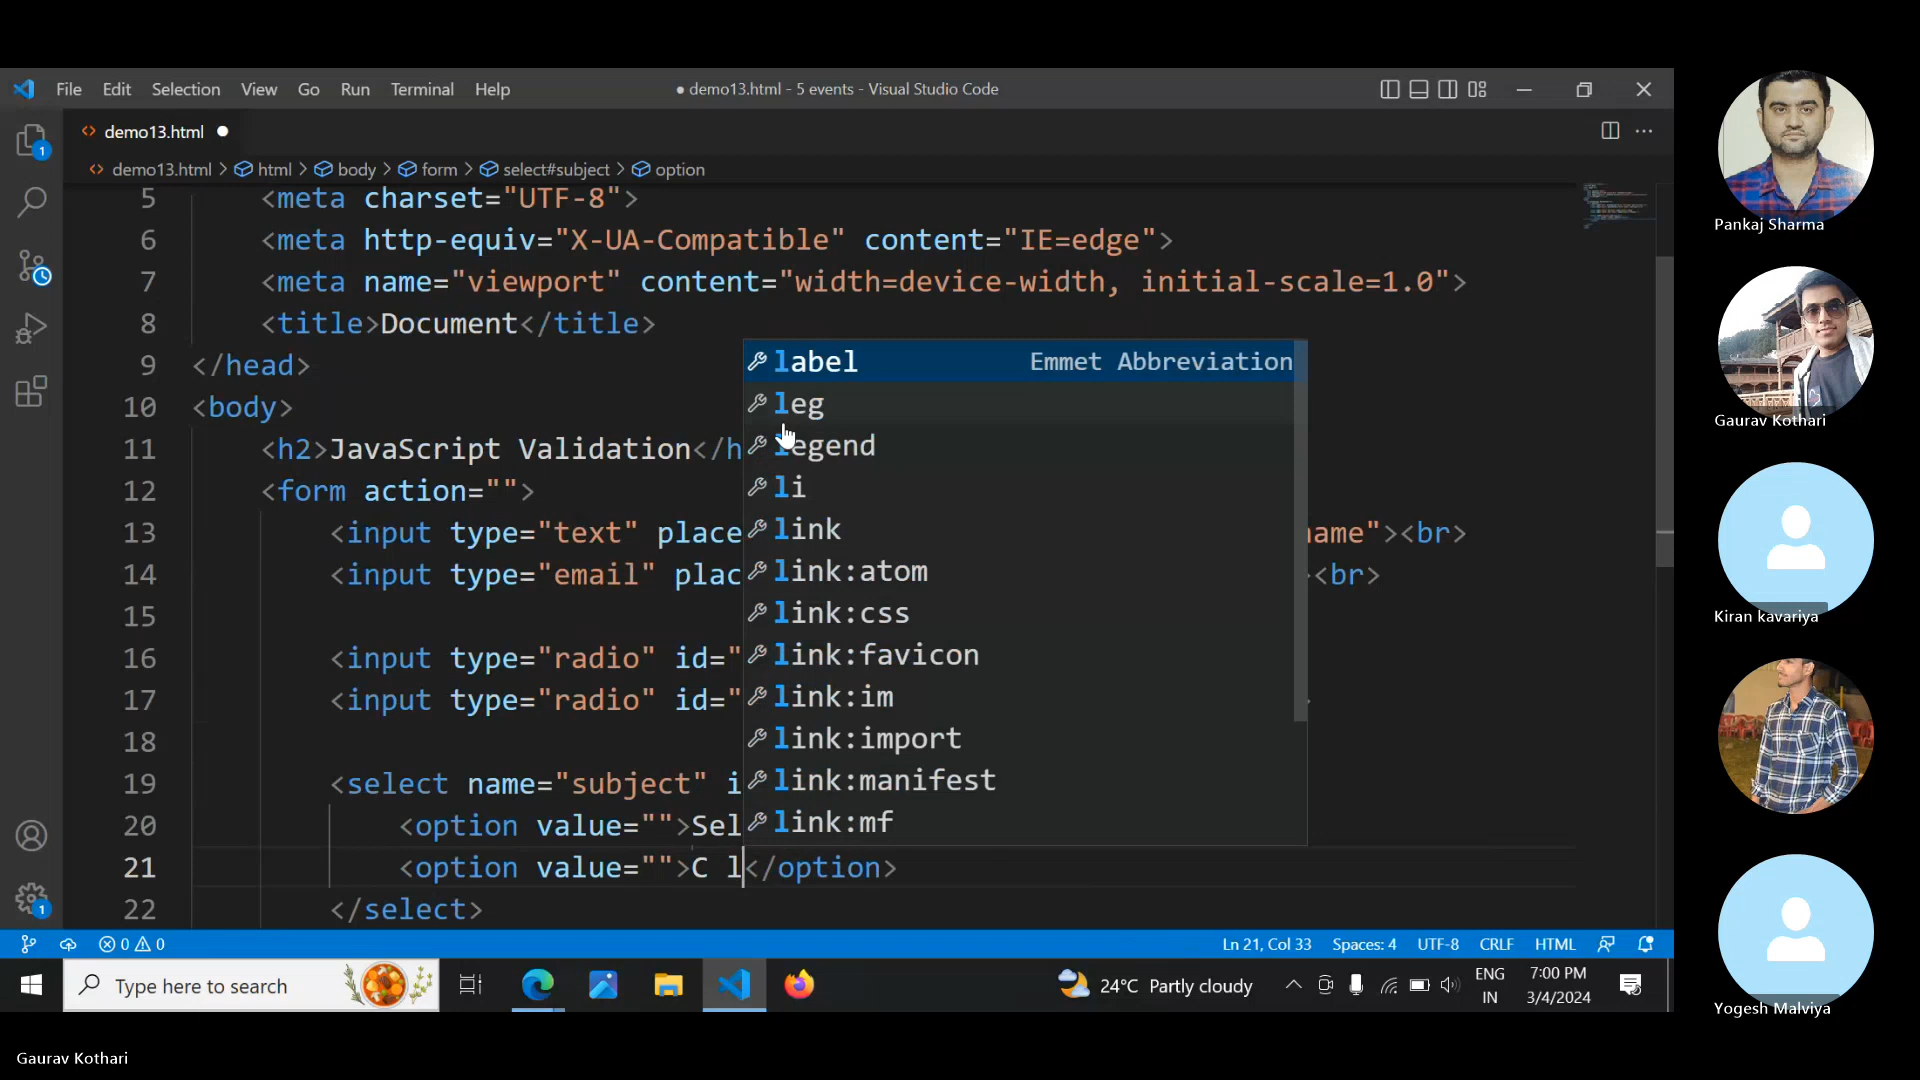 File Edit Selection View Go Run Terminal Help
● demo13.html - 5 events - Visual Studio Code
demo13.html
demo13.html > html > body > form > select#subject > option
5 <meta charset="UTF-8">
6 <meta http-equiv="X-UA-Compatible" content="IE=edge">
7 <meta name="viewport" content="width=device-width, initial-scale=1.0">
8 <title>Document</title>
9 </head>
10 <body>
11 <h2>JavaScript Validation</h
12 <form action="">
13 <input type="text" place name"><br>
14 <input type="email" plac ><br>
15
16 <input type="radio" id="
17 <input type="radio" id="
18
19 <select name="subject" i
20 <option value="">Sel
21 <option value="">C l</option>
22 </select>
label Emmet Abbreviation
leg
legend
li
link
link:atom
link:css
link:favicon
link:im
link:import
link:manifest
link:mf
1
1
0 0
Ln 21, Col 33 Spaces: 4 UTF-8 CRLF HTML
Type here to search
24°C Partly cloudy
ENG
IN
7:00 PM
3/4/2024
Pankaj Sharma
Gaurav Kothari
Kiran kavariya
Yogesh Malviya
Gaurav Kothari